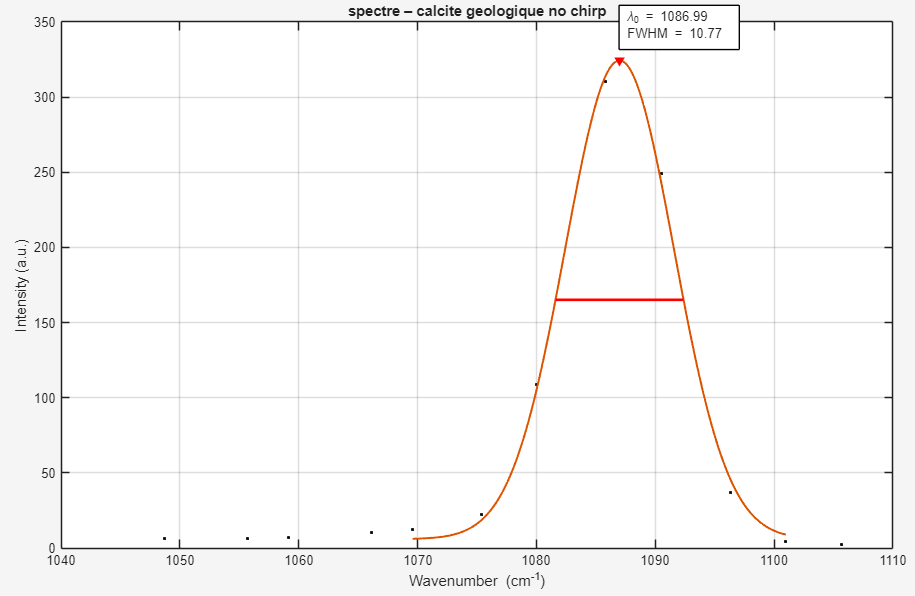 spectre – calcite geologique no chirp
λ₀ = 1086.99
FWHM = 10.77
350
300
250
200
150
100
50
0
Intensity (a.u.)
1040 1050 1060 1070 1080 1090 1100 1110
Wavenumber (cm⁻¹)